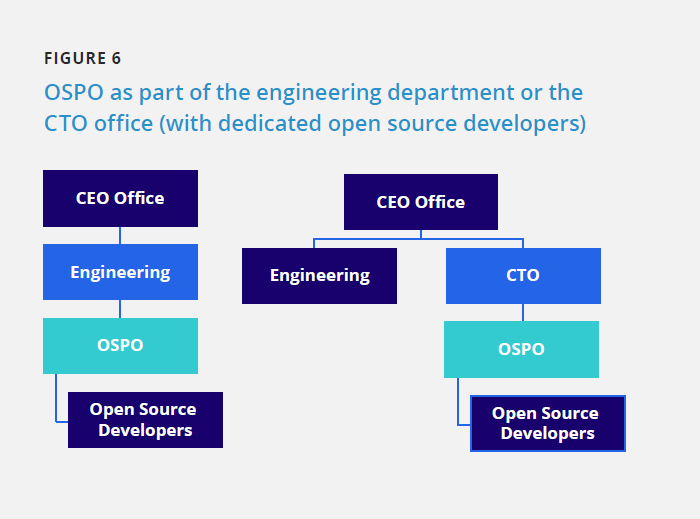 FIGURE 6
OSPO as part of the engineering department or the
CTO office (with dedicated open source developers)
CEO Office
Engineering
OSPO
Open Source
Developers
CEO Office
Engineering
CTO
OSPO
Open Source
Developers